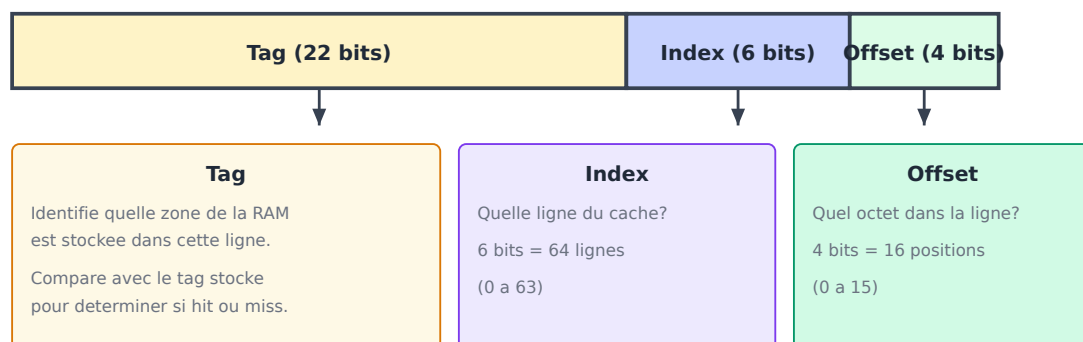 Tag (22 bits)
Index (6 bits)
Offset (4 bits)
Tag
Identifie quelle zone de la RAM
est stockee dans cette ligne.
Compare avec le tag stocke
pour determiner si hit ou miss.
Index
Quelle ligne du cache?
6 bits = 64 lignes
(0 a 63)
Offset
Quel octet dans la ligne?
4 bits = 16 positions
(0 a 15)